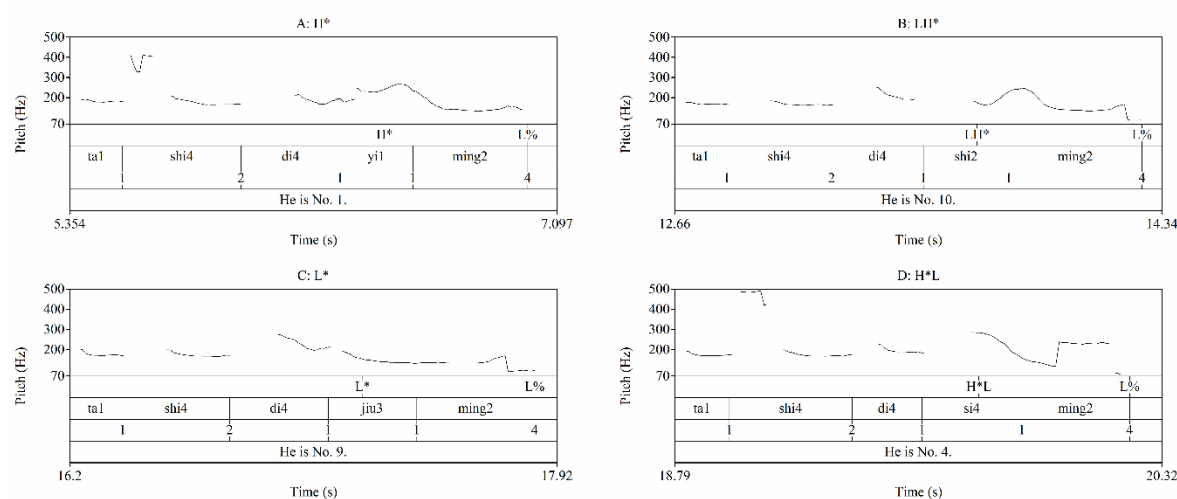 A: H*
500
400
300
200
70
Pitch (Hz)
H* L%
ta1 shi4 di4 yi1 ming2
1 2 1 1 4
He is No. 1.
5.354 7.097
Time (s)
B: LH*
500
400
300
200
70
Pitch (Hz)
LH* L%
ta1 shi4 di4 shi2 ming2
1 2 1 1 4
He is No. 10.
12.66 14.34
Time (s)
C: L*
500
400
300
200
70
Pitch (Hz)
L* L%
ta1 shi4 di4 jiu3 ming2
1 2 1 1 4
He is No. 9.
16.2 17.92
Time (s)
D: H*L
500
400
300
200
70
Pitch (Hz)
H*L L%
ta1 shi4 di4 si4 ming2
1 2 1 1 4
He is No. 4.
18.79 20.32
Time (s)